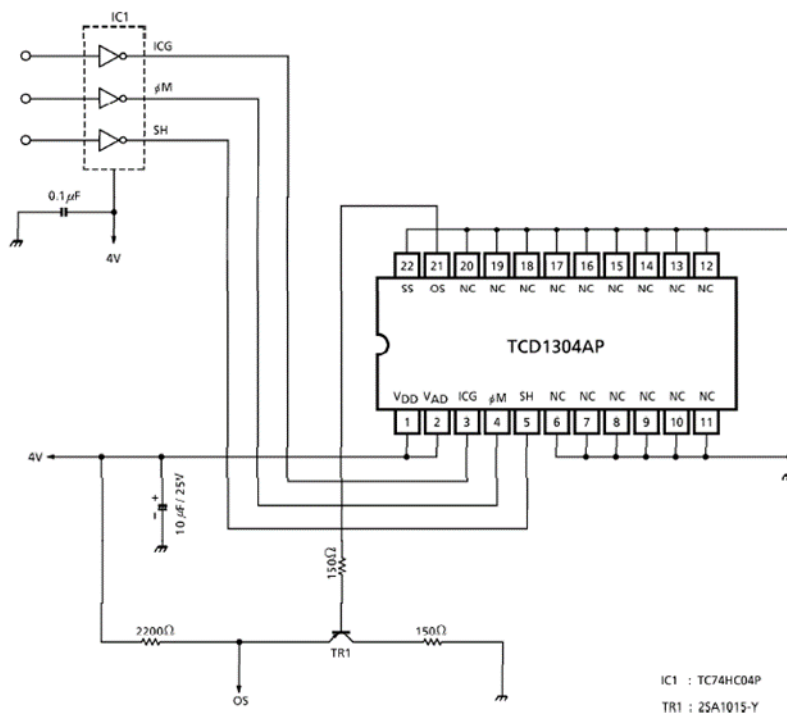 IC1
ICG
φM
SH
0.1μF
4V
22 21 20 19 18 17 16 15 14 13 12
SS OS NC NC NC NC NC NC NC NC NC
TCD1304AP
VDD VAD ICG φM SH NC NC NC NC NC NC
1 2 3 4 5 6 7 8 9 10 11
4V
+
−
10 μF / 25V
150Ω
2200Ω
150Ω
TR1
OS
IC1 : TC74HC04P
TR1 : 2SA1015-Y